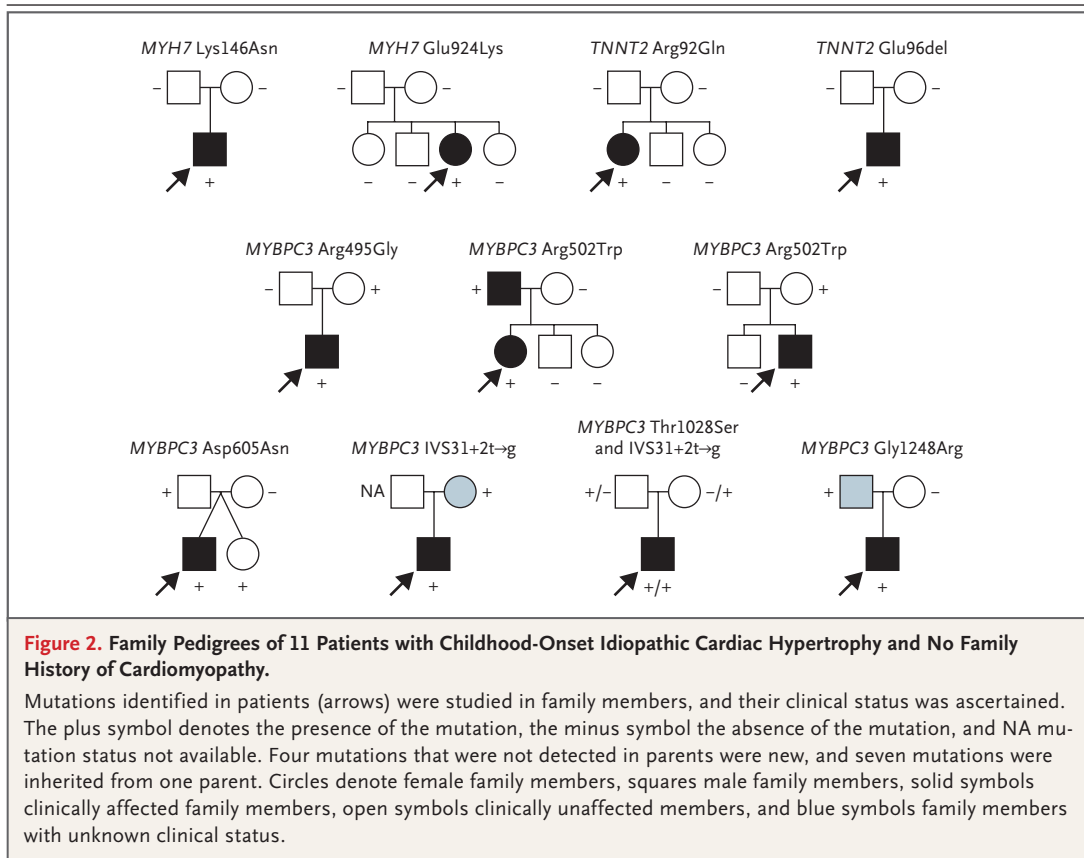 MYH7 Lys146Asn
MYH7 Glu924Lys
TNNT2 Arg92Gln
TNNT2 Glu96del
– –
– –
– –
– –
+
– – + –
+ – –
+
MYBPC3 Arg495Gly
MYBPC3 Arg502Trp
MYBPC3 Arg502Trp
– +
+ –
– +
+
+ – –
– +
MYBPC3 Asp605Asn
MYBPC3 IVS31+2t→g
MYBPC3 Thr1028Ser
and IVS31+2t→g
MYBPC3 Gly1248Arg
+ –
NA +
+/– –/+
+ –
+ +
+
+/+
+
Figure 2. Family Pedigrees of 11 Patients with Childhood-Onset Idiopathic Cardiac Hypertrophy and No Family
History of Cardiomyopathy.
Mutations identified in patients (arrows) were studied in family members, and their clinical status was ascertained.
The plus symbol denotes the presence of the mutation, the minus symbol the absence of the mutation, and NA mu-
tation status not available. Four mutations that were not detected in parents were new, and seven mutations were
inherited from one parent. Circles denote female family members, squares male family members, solid symbols
clinically affected family members, open symbols clinically unaffected members, and blue symbols family members
with unknown clinical status.